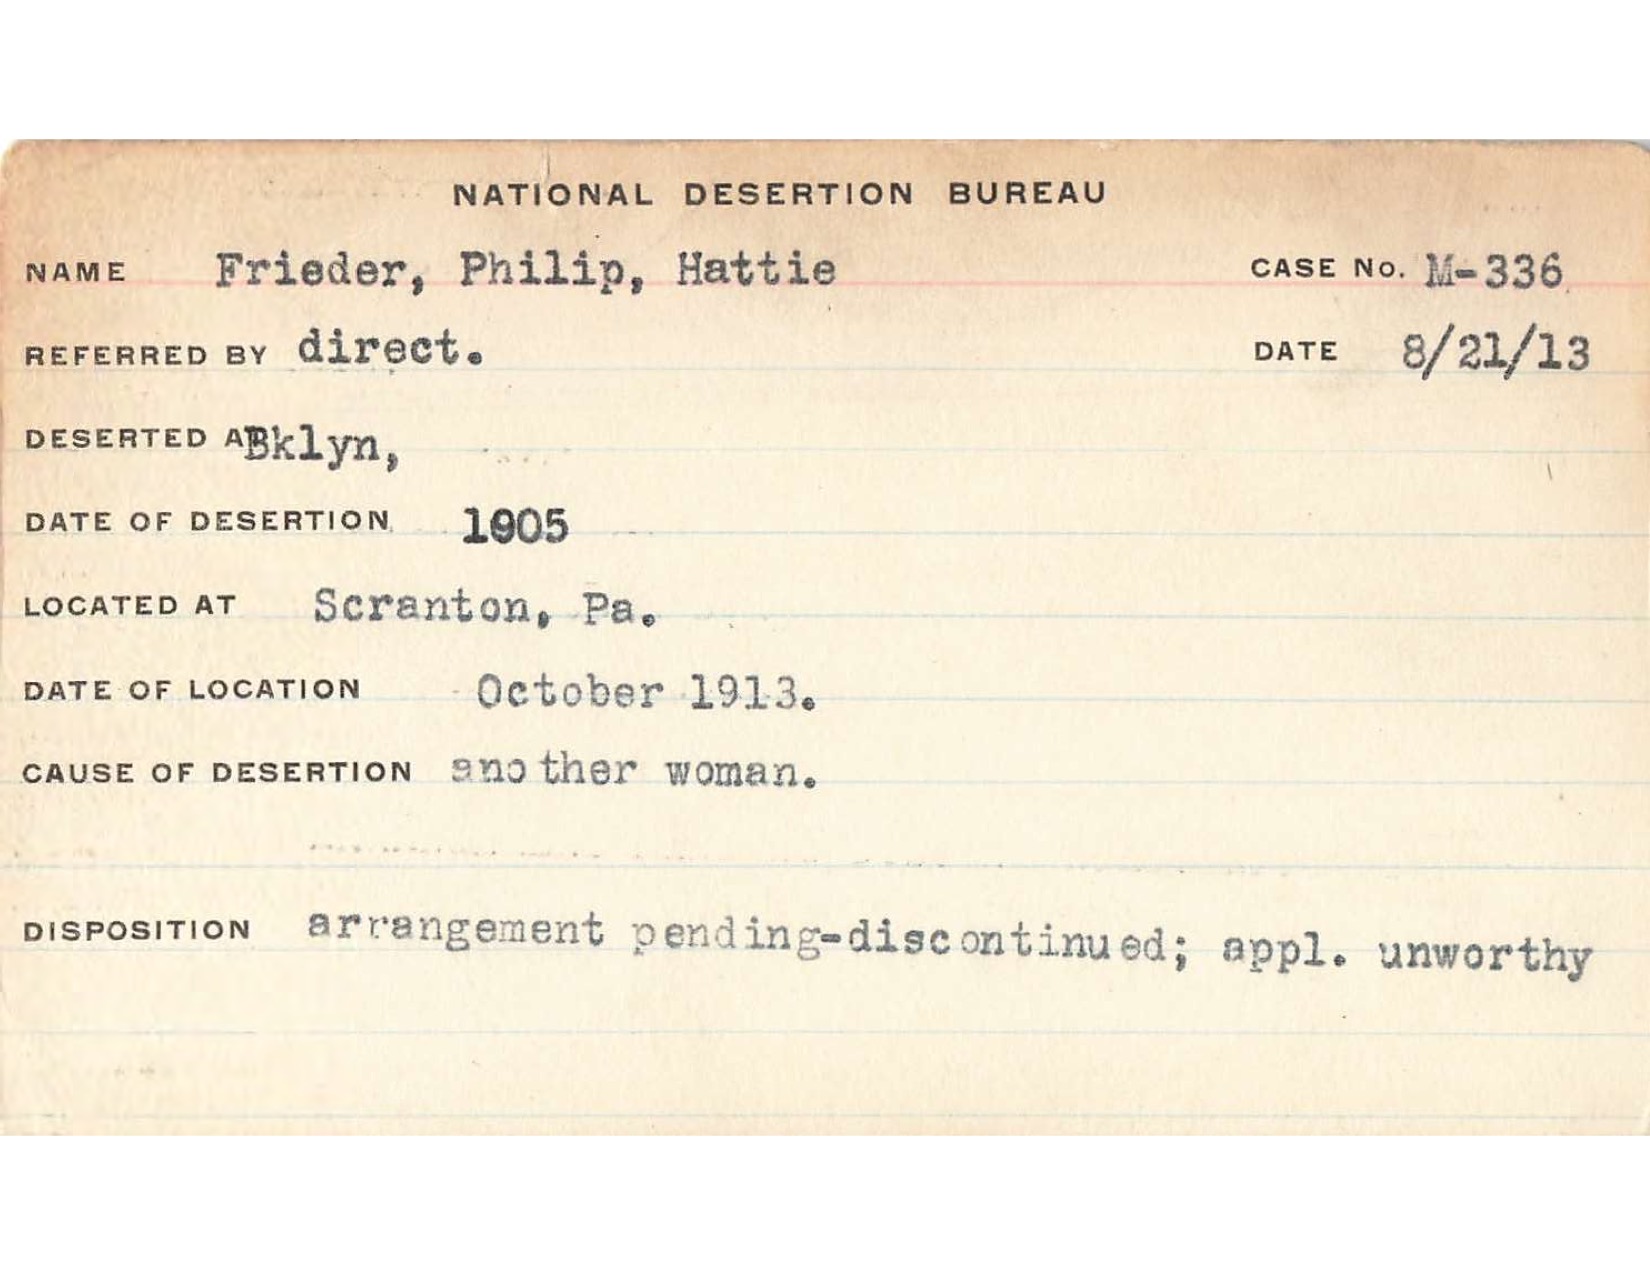 NATIONAL DESERTION BUREAU
NAME Frieder, Philip, Hattie CASE No. M-336
REFERRED BY direct. DATE 8/21/13
DESERTED AT Bklyn,
DATE OF DESERTION 1905
LOCATED AT Scranton, Pa.
DATE OF LOCATION October 1913.
CAUSE OF DESERTION another woman.
DISPOSITION arrangement pending-discontinued; appl. unworthy